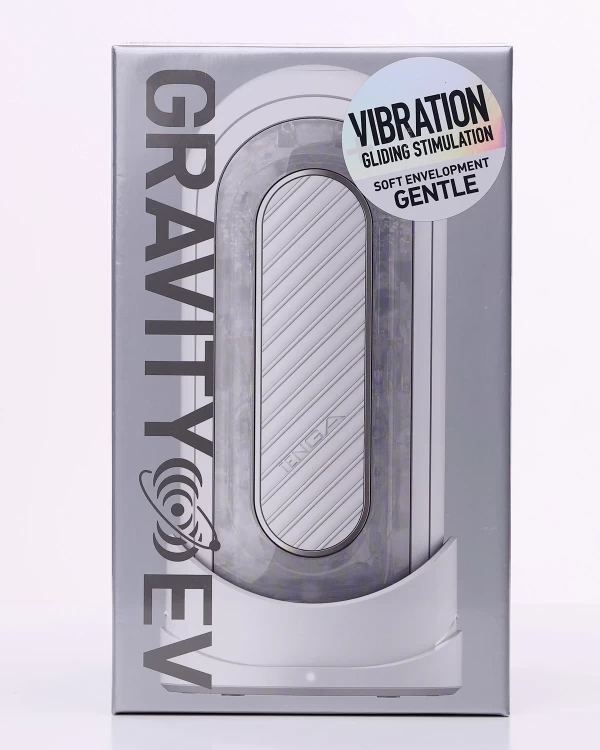 GRAVITY EV
VIBRATION
GLIDING STIMULATION
SOFT ENVELOPMENT
GENTLE
TENGA